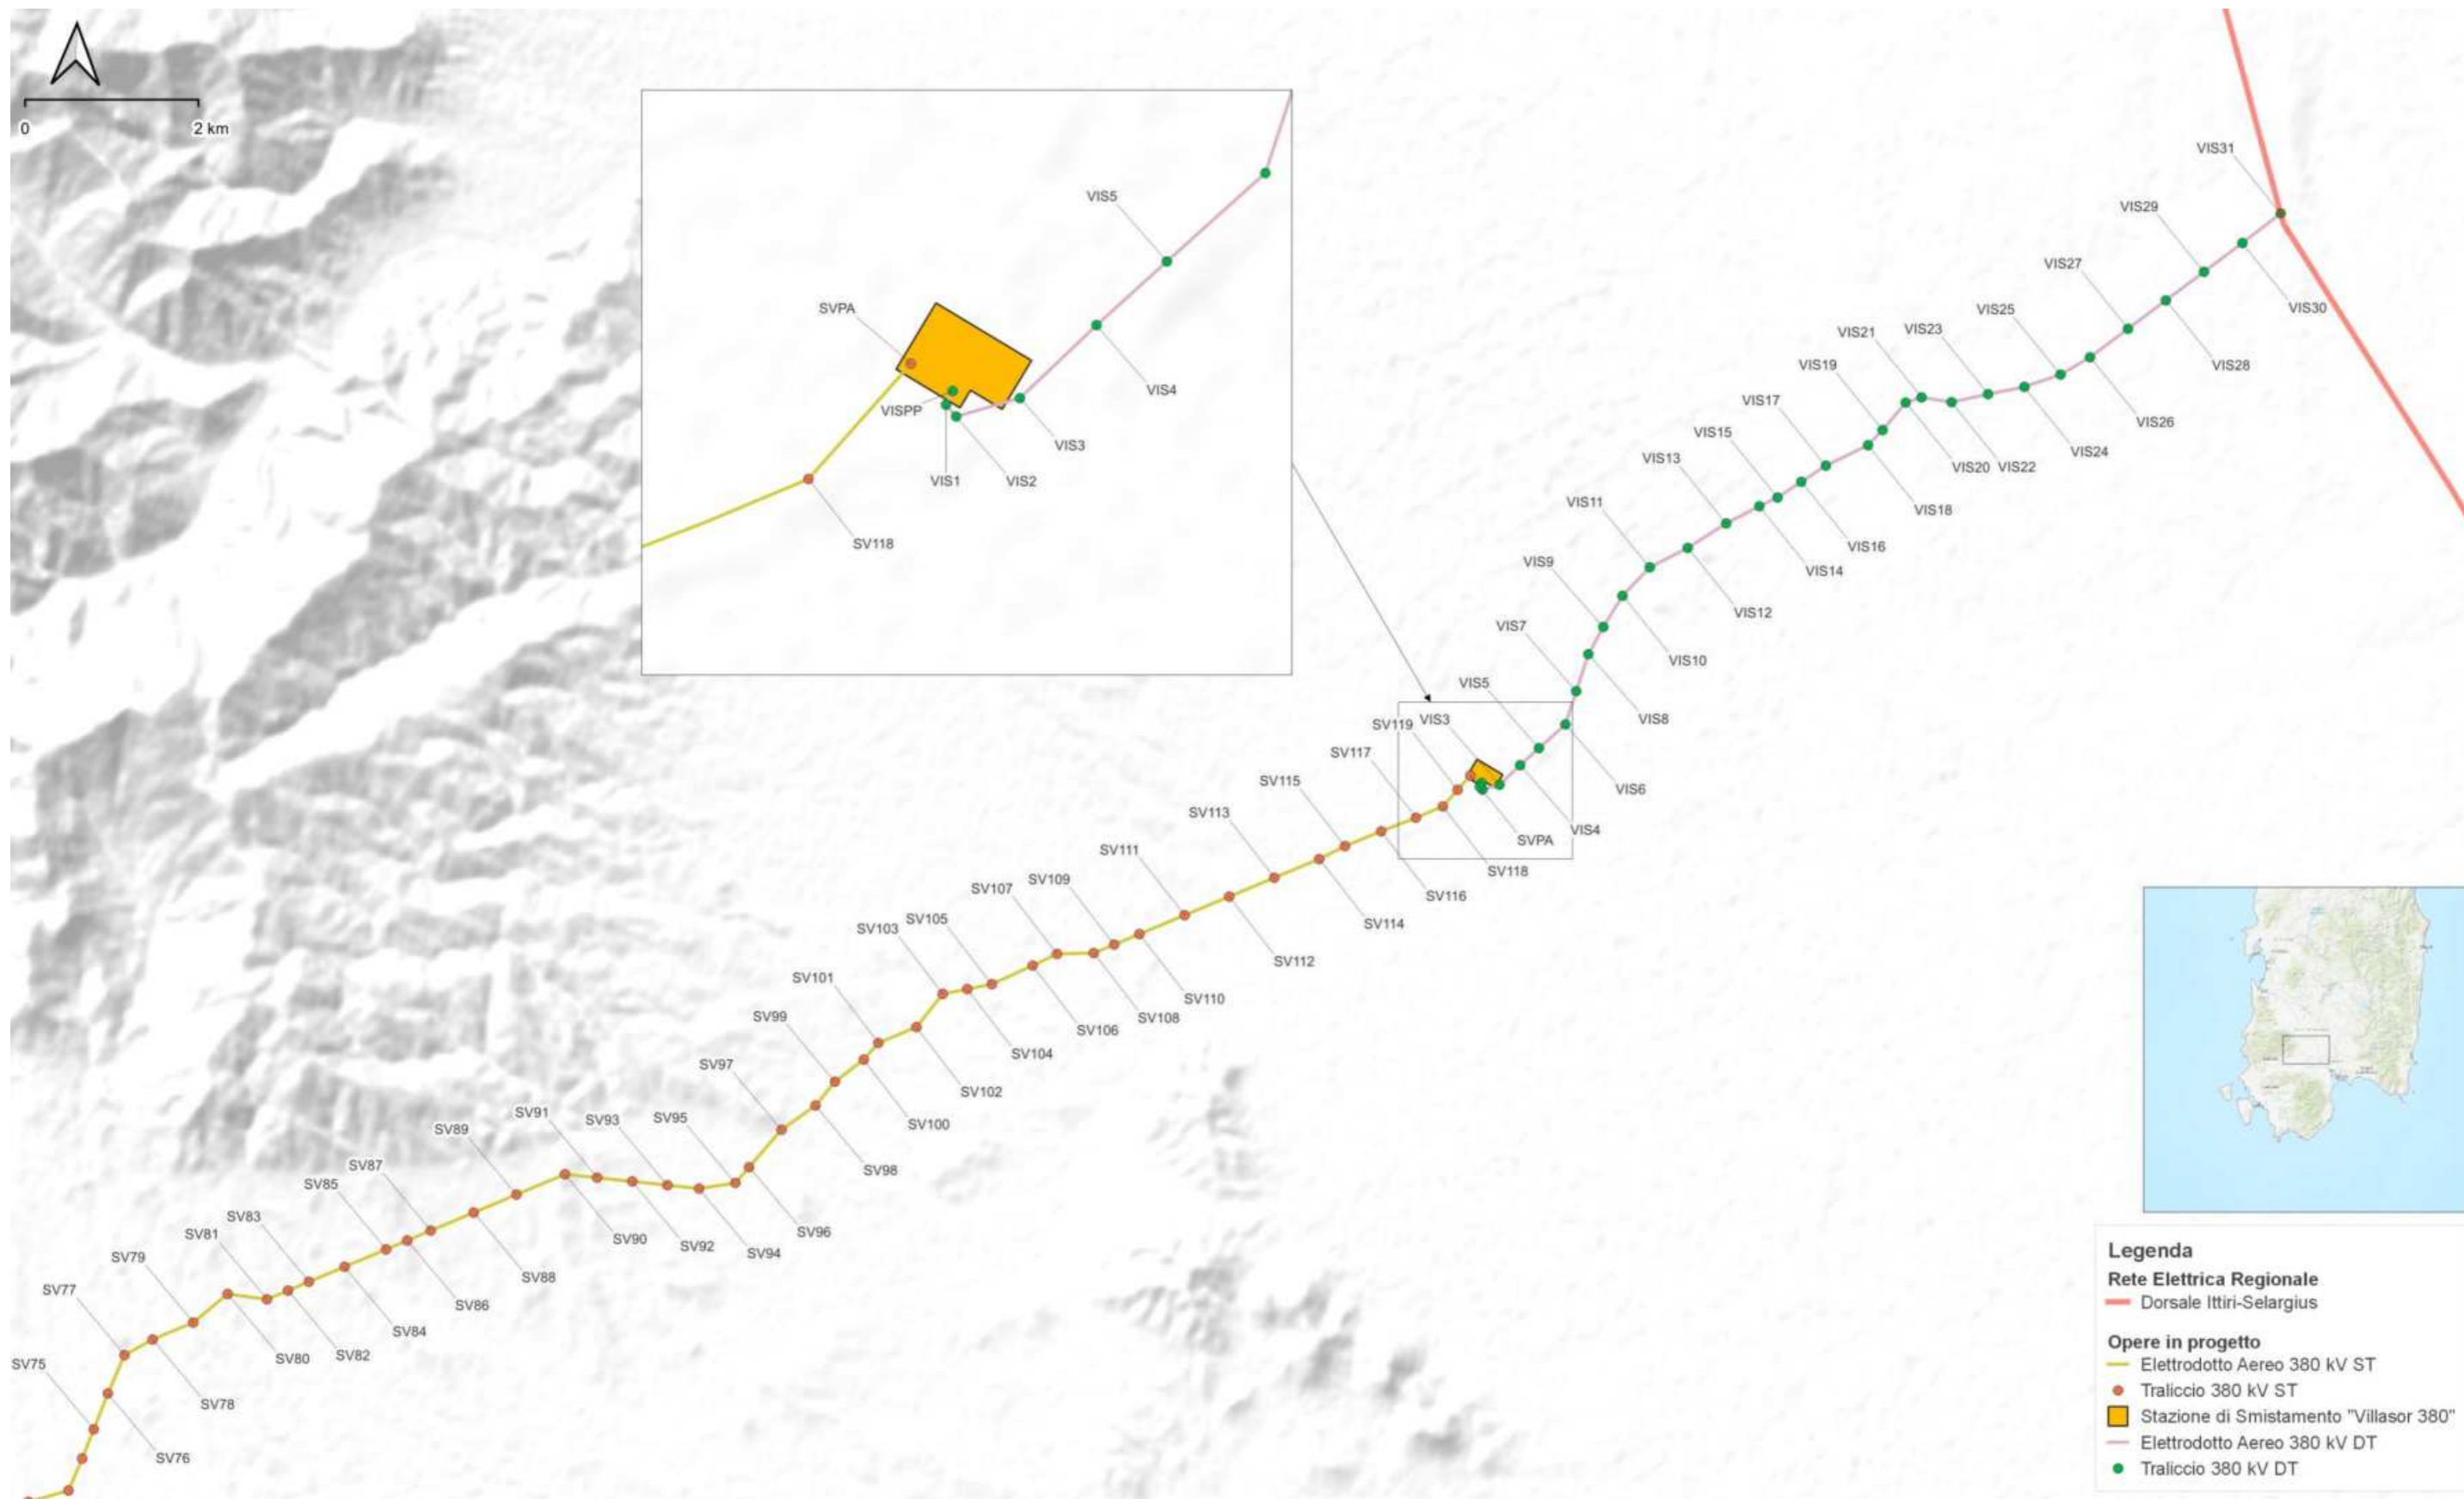 0 2 km
VIS31
VIS29
VIS30
VIS27
VIS28
VIS25
VIS26
VIS23
VIS24
VIS21
VIS22
VIS19
VIS20
VIS17
VIS18
VIS15
VIS16
VIS13
VIS14
VIS11
VIS12
VIS9
VIS10
VIS7
VIS8
VIS5
VIS6
VIS3
VIS4
SVPA
SV119
SV118
SV117
SV116
SV115
SV114
SV113
SV112
SV111
SV110
SV109
SV108
SV107
SV106
SV105
SV104
SV103
SV102
SV101
SV100
SV99
SV98
SV97
SV96
SV95
SV94
SV93
SV92
SV91
SV90
SV89
SV88
SV87
SV86
SV85
SV84
SV83
SV82
SV81
SV80
SV79
SV78
SV77
SV76
SV75
VIS5
SVPA
VIS4
VISPP
VIS3
VIS1
VIS2
SV118
Legenda
Rete Elettrica Regionale
Dorsale Ittiri-Selargius
Opere in progetto
Elettrodotto Aereo 380 kV ST
Traliccio 380 kV ST
Stazione di Smistamento "Villasor 380"
Elettrodotto Aereo 380 kV DT
Traliccio 380 kV DT